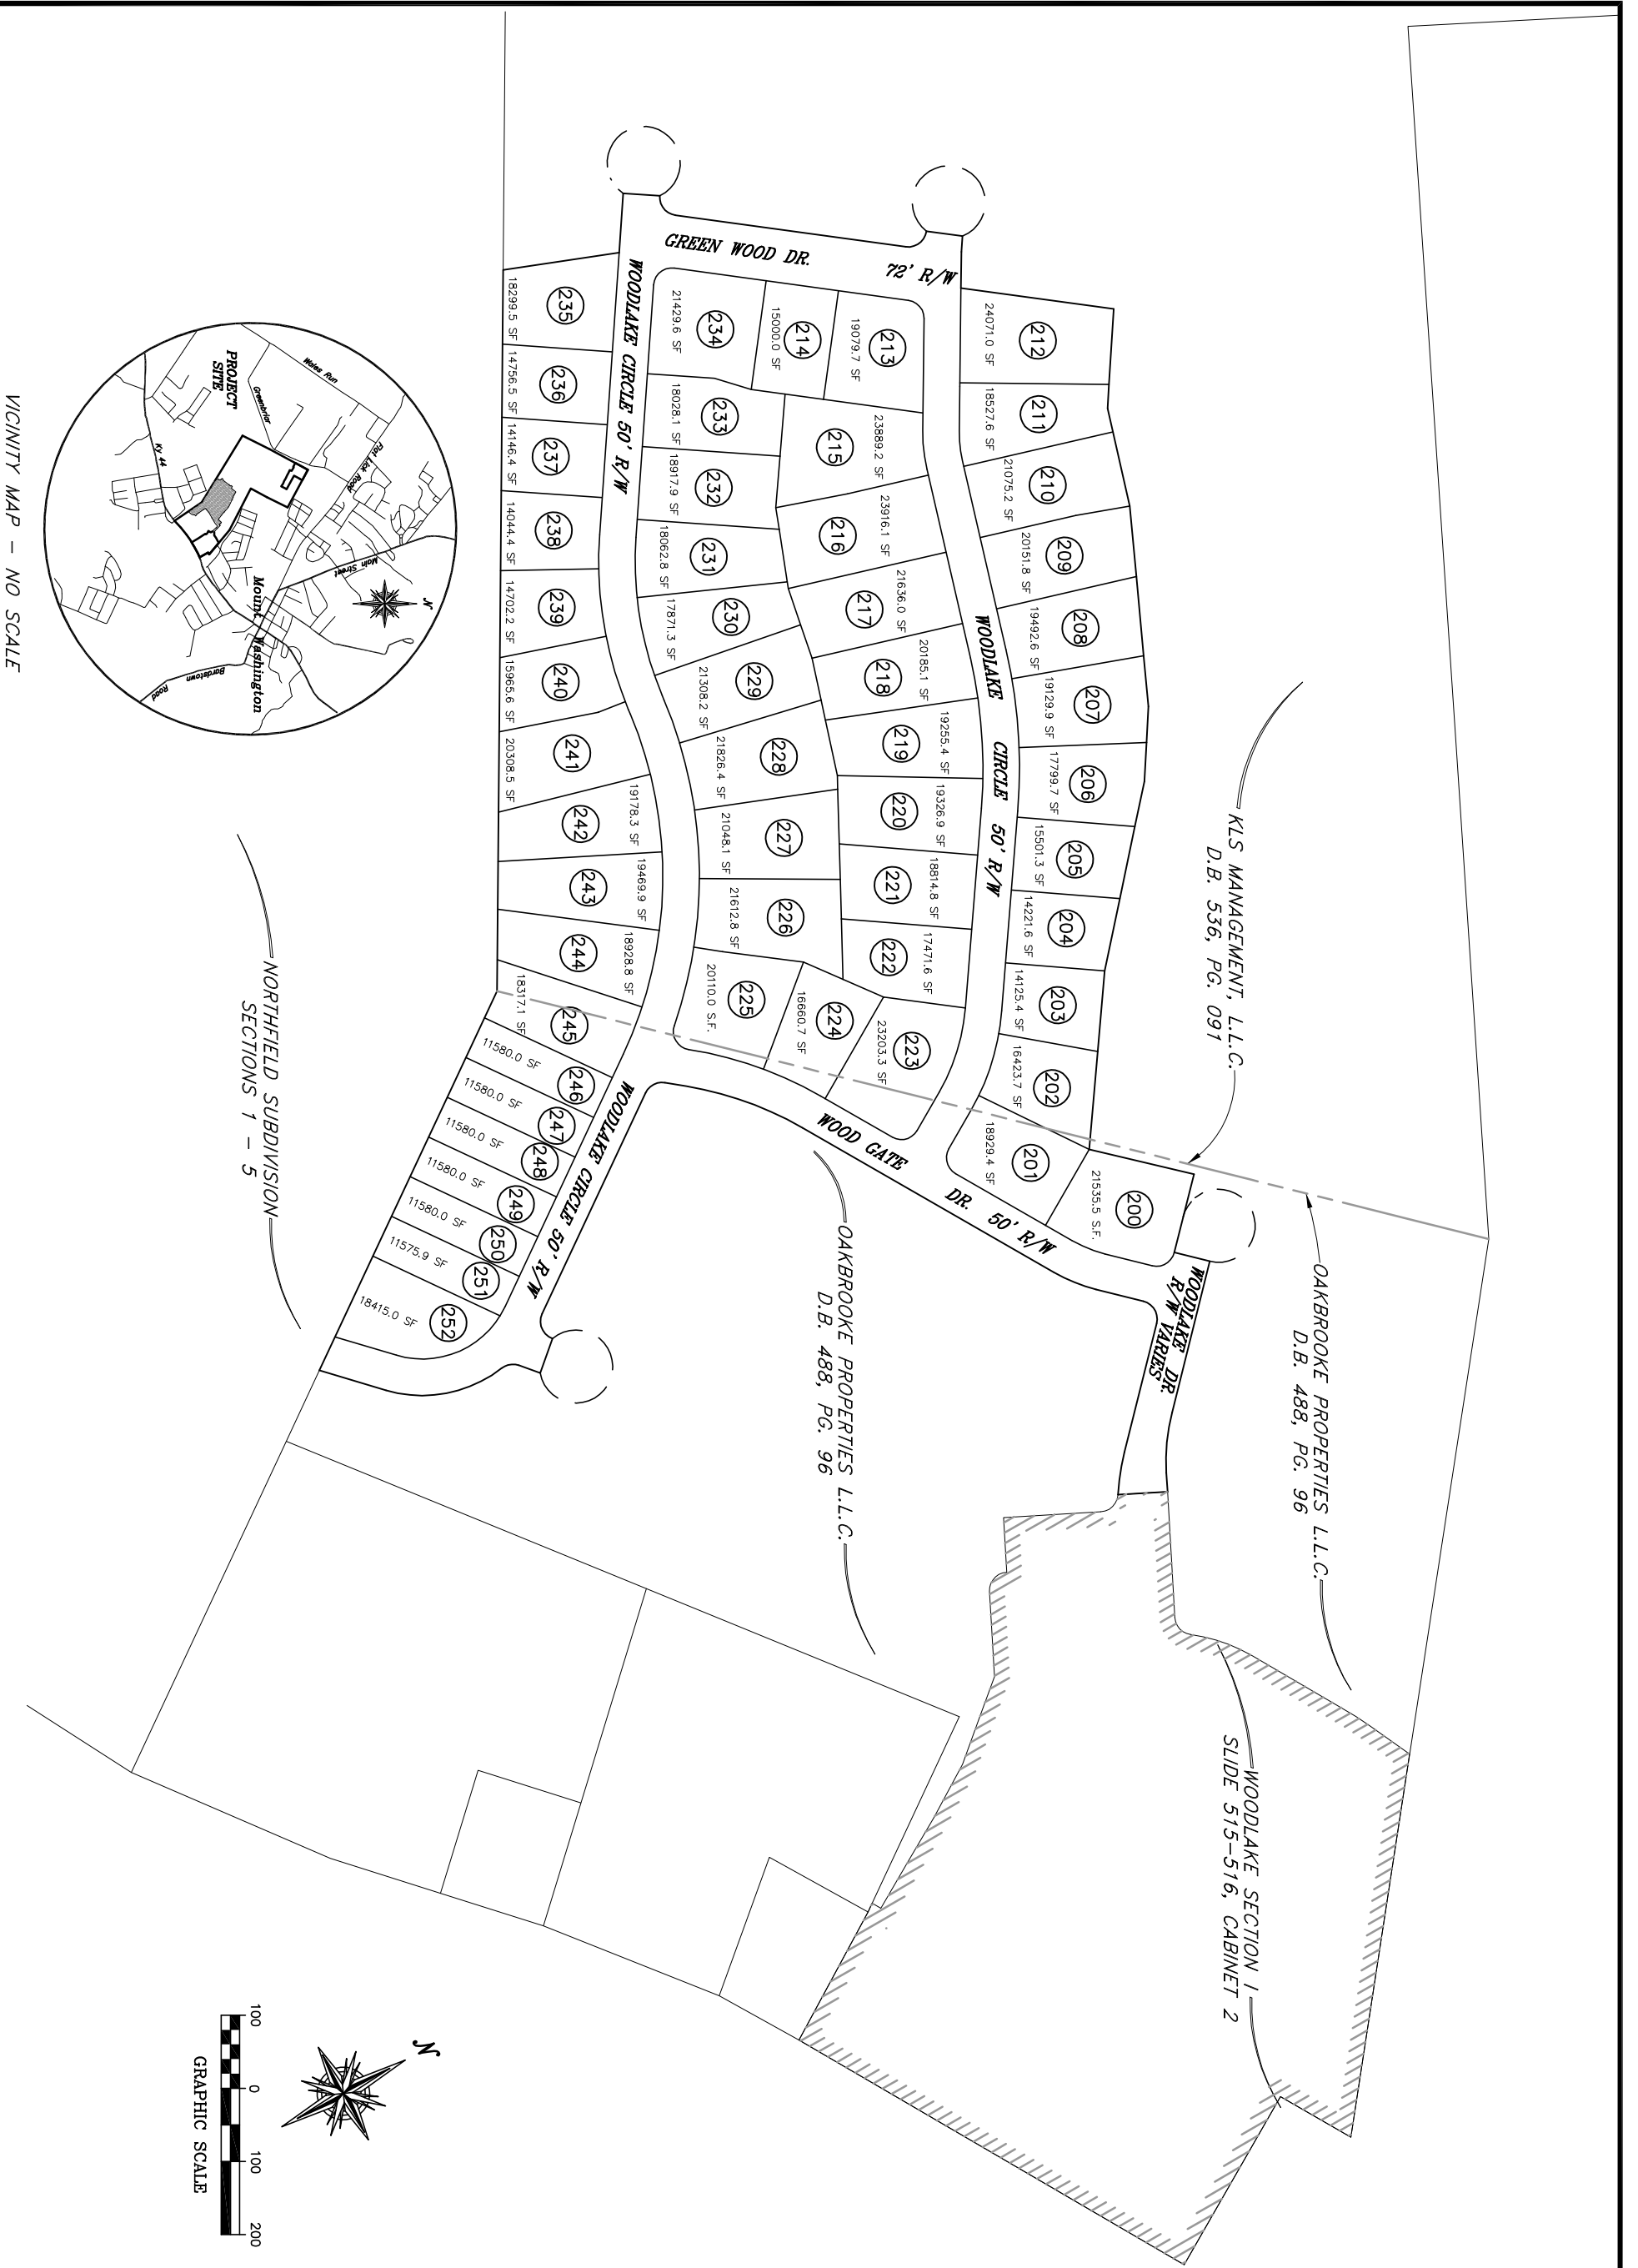 KLS MANAGEMENT, L.L.C.
D.B. 536, PG. 091
OAKBROOKE PROPERTIES L.L.C.
D.B. 488, PG. 96
WOODLAKE SECTION I
SLIDE 515-516, CABINET 2
OAKBROOKE PROPERTIES L.L.C.
D.B. 488, PG. 96
NORTHFIELD SUBDIVISION
SECTIONS 1 - 5
GREEN WOOD DR.
72' R/W
WOODLAKE CIRCLE 50' R/W
WOODLAKE CIRCLE 50' R/W
WOOD GATE DR. 50' R/W
WOODLAKE DR.
R/W VARIES
WOODLAKE CIRCLE 50' R/W
212
24071.0 SF
211
18527.6 SF
210
21075.2 SF
209
20151.8 SF
208
19492.6 SF
207
19129.9 SF
206
17799.7 SF
205
15501.3 SF
204
14221.6 SF
203
14125.4 SF
202
16423.7 SF
201
18929.4 SF
200
21535.5 S.F.
213
19079.7 SF
214
15000.0 SF
215
23889.2 SF
216
23916.1 SF
217
21636.0 SF
218
20185.1 SF
219
19255.4 SF
220
19326.9 SF
221
18814.8 SF
222
17471.6 SF
223
23203.3 SF
224
16660.7 SF
225
20110.0 S.F.
226
21612.8 SF
227
21048.1 SF
228
21826.4 SF
229
21308.2 SF
230
17871.3 SF
231
18062.8 SF
232
18917.9 SF
233
18028.1 SF
234
21429.6 SF
235
18299.5 SF
236
14756.5 SF
237
14146.4 SF
238
14044.4 SF
239
14702.2 SF
240
15965.6 SF
241
20308.5 SF
242
19178.3 SF
243
19469.9 SF
244
18928.8 SF
245
18317.1 SF
246
11580.0 SF
247
11580.0 SF
248
11580.0 SF
249
11580.0 SF
250
11580.0 SF
251
11575.9 SF
252
18415.0 SF
PROJECT
SITE
Wales Run
Greenbriar
Flat Lick Road
Ky 44
Main Street
Mount Washington
Bardstown
Road
N
VICINITY MAP - NO SCALE
N
100 0 100 200
GRAPHIC SCALE